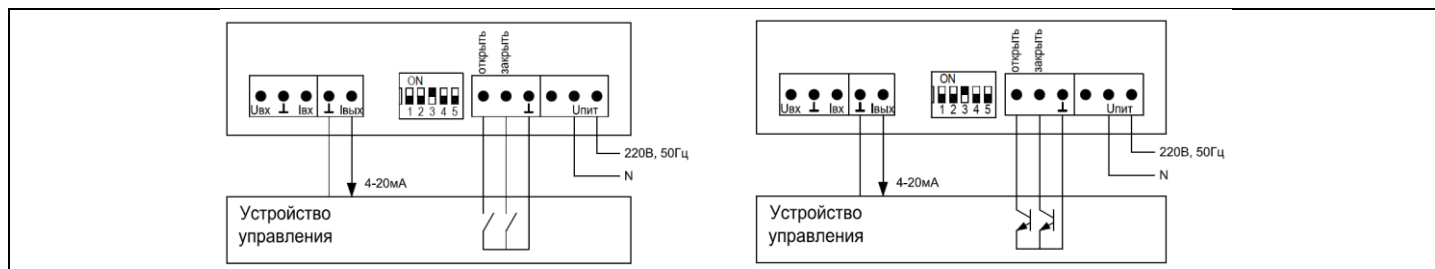 открыть
закрыть
ON
1 2 3 4 5
Uвх ⊥ Iвх ⊥ Iвых
⊥
Uпит
220В, 50Гц
N
4-20мА
Устройство
управления
открыть
закрыть
ON
1 2 3 4 5
Uвх ⊥ Iвх ⊥ Iвых
⊥
Uпит
220В, 50Гц
N
4-20мА
Устройство
управления